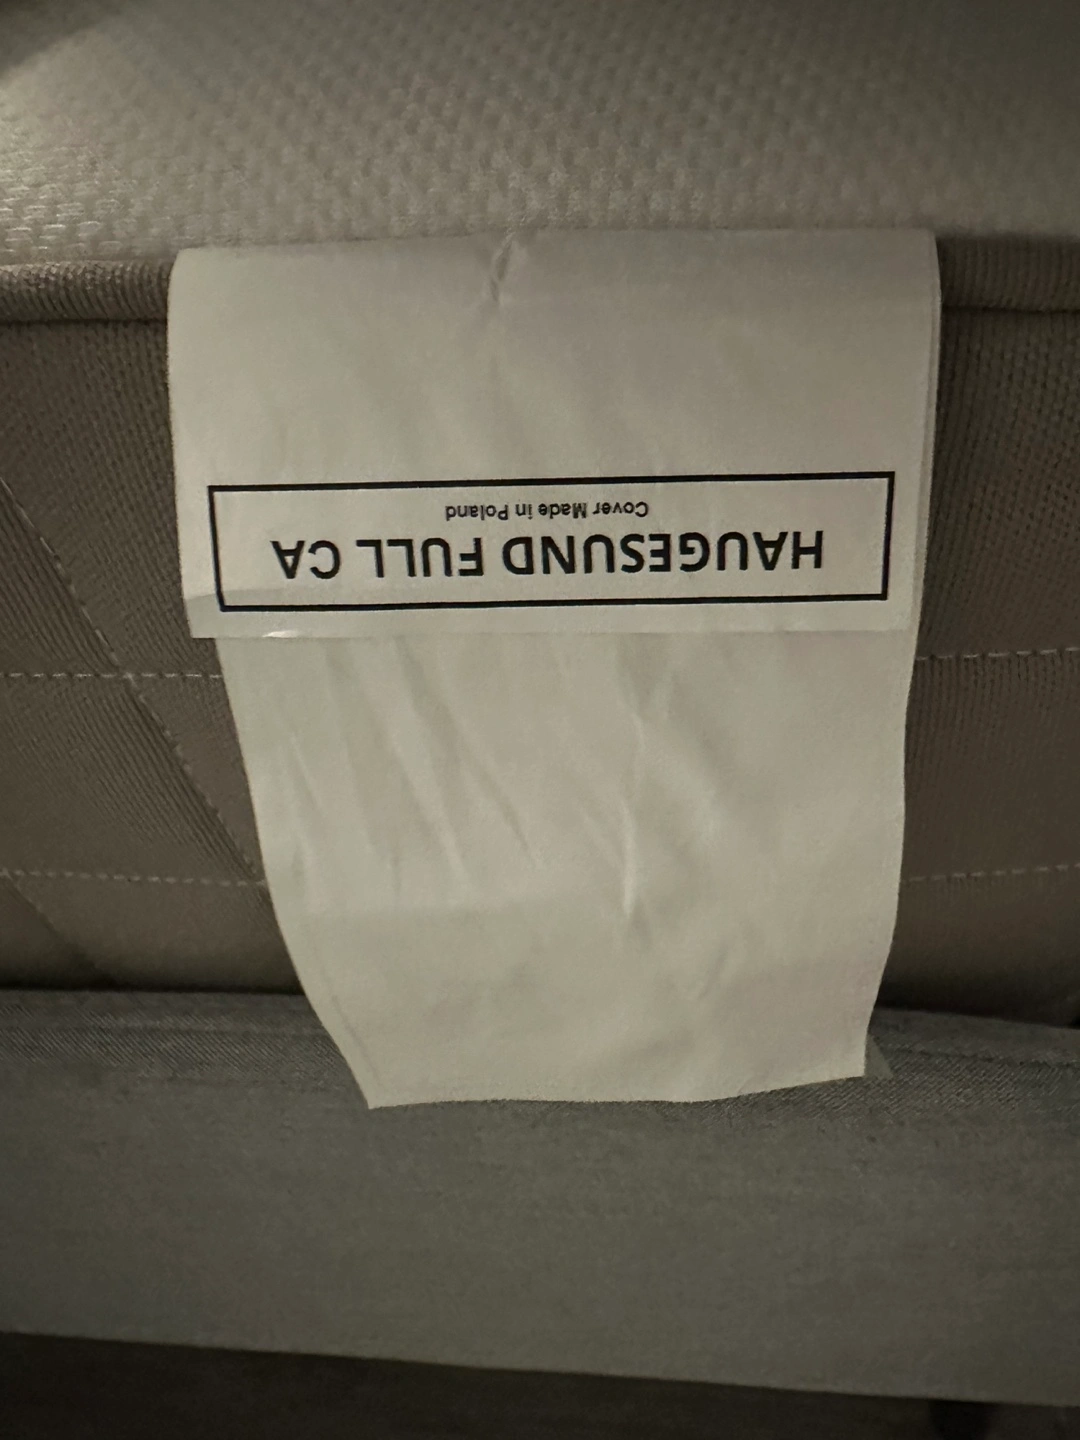 HAUGESUND FULL CA
Cover Made in Poland